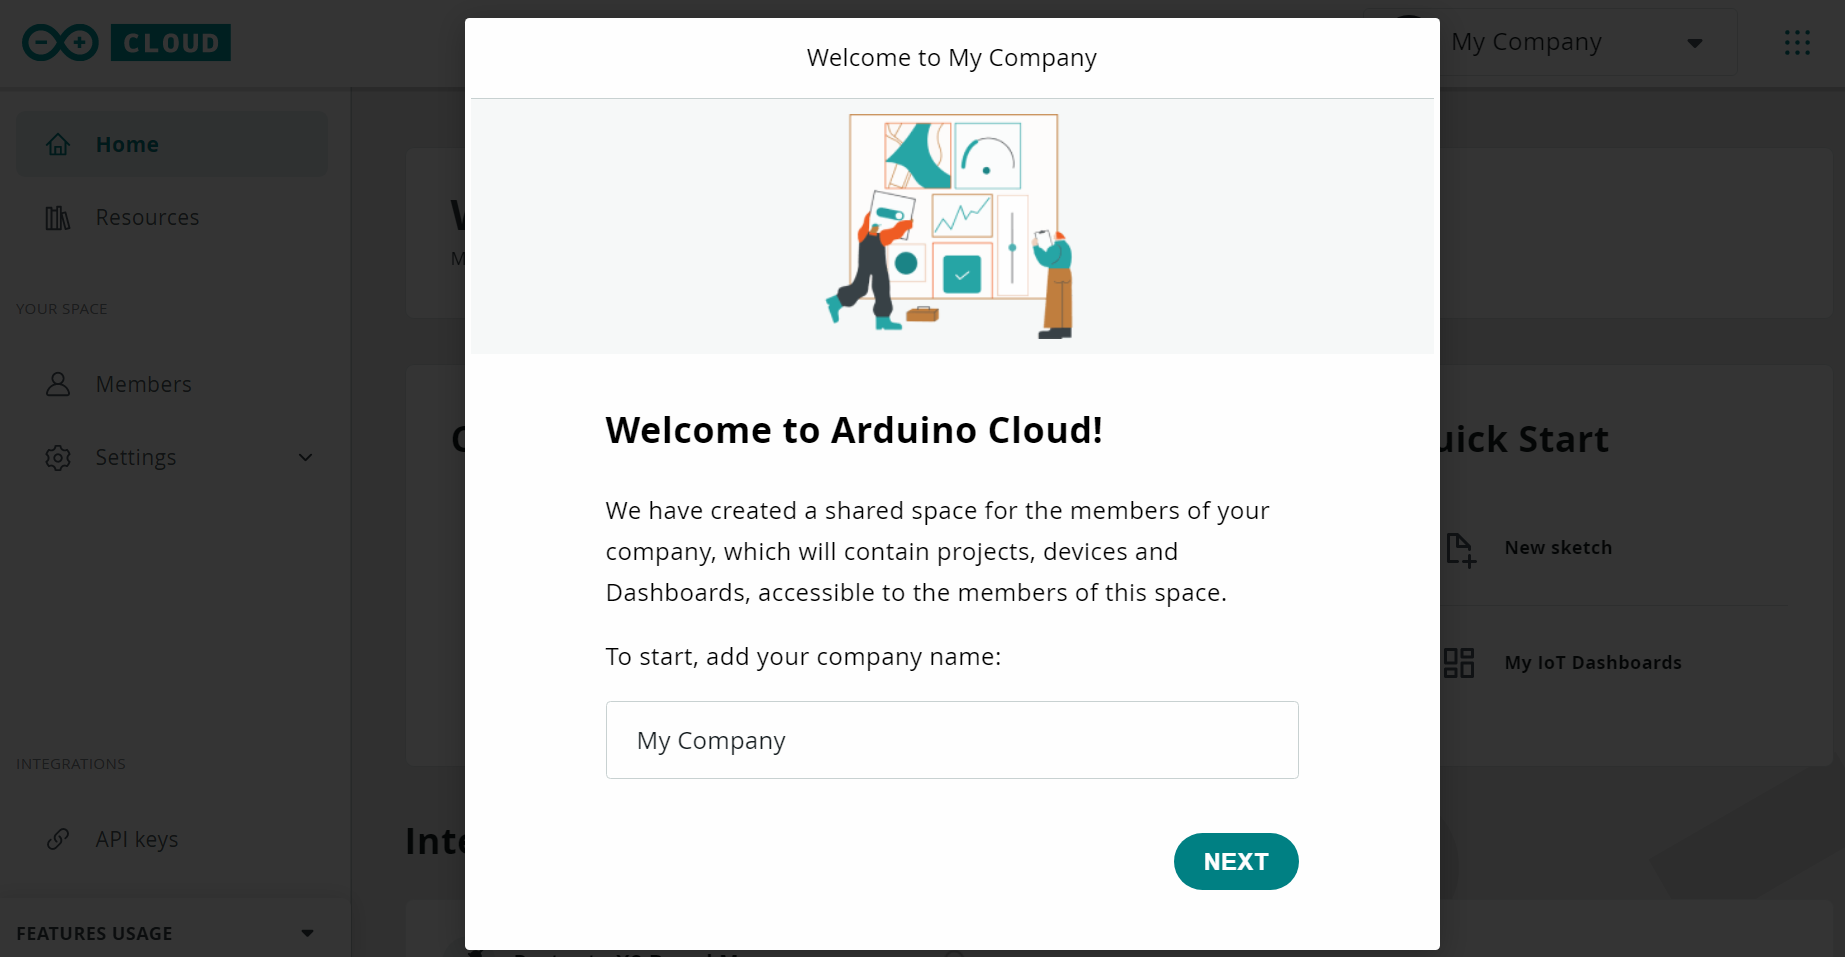 CLOUD
My Company
Home
Resources
YOUR SPACE
Members
Settings
INTEGRATIONS
API keys
FEATURES USAGE
Welcome to My Company
Welcome to Arduino Cloud!
We have created a shared space for the members of your
company, which will contain projects, devices and
Dashboards, accessible to the members of this space.
To start, add your company name:
My Company
NEXT
uick Start
New sketch
My IoT Dashboards